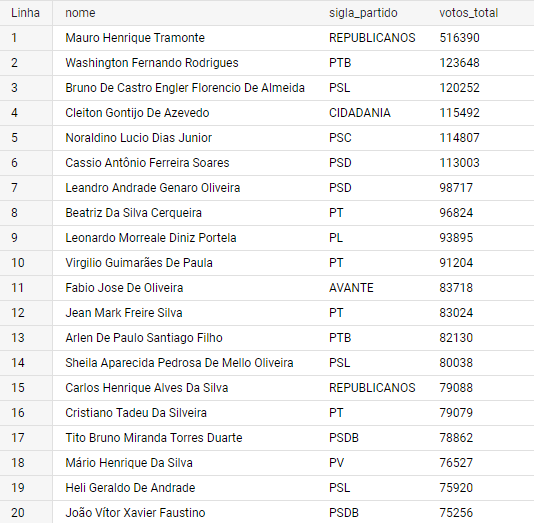 Linha nome sigla_partido votos_total
1 Mauro Henrique Tramonte REPUBLICANOS 516390
2 Washington Fernando Rodrigues PTB 123648
3 Bruno De Castro Engler Florencio De Almeida PSL 120252
4 Cleiton Gontijo De Azevedo CIDADANIA 115492
5 Noraldino Lucio Dias Junior PSC 114807
6 Cassio Antônio Ferreira Soares PSD 113003
7 Leandro Andrade Genaro Oliveira PSD 98717
8 Beatriz Da Silva Cerqueira PT 96824
9 Leonardo Morreale Diniz Portela PL 93895
10 Virgilio Guimarães De Paula PT 91204
11 Fabio Jose De Oliveira AVANTE 83718
12 Jean Mark Freire Silva PT 83024
13 Arlen De Paulo Santiago Filho PTB 82130
14 Sheila Aparecida Pedrosa De Mello Oliveira PSL 80038
15 Carlos Henrique Alves Da Silva REPUBLICANOS 79088
16 Cristiano Tadeu Da Silveira PT 79079
17 Tito Bruno Miranda Torres Duarte PSDB 78862
18 Mário Henrique Da Silva PV 76527
19 Heli Geraldo De Andrade PSL 75920
20 João Vítor Xavier Faustino PSDB 75256